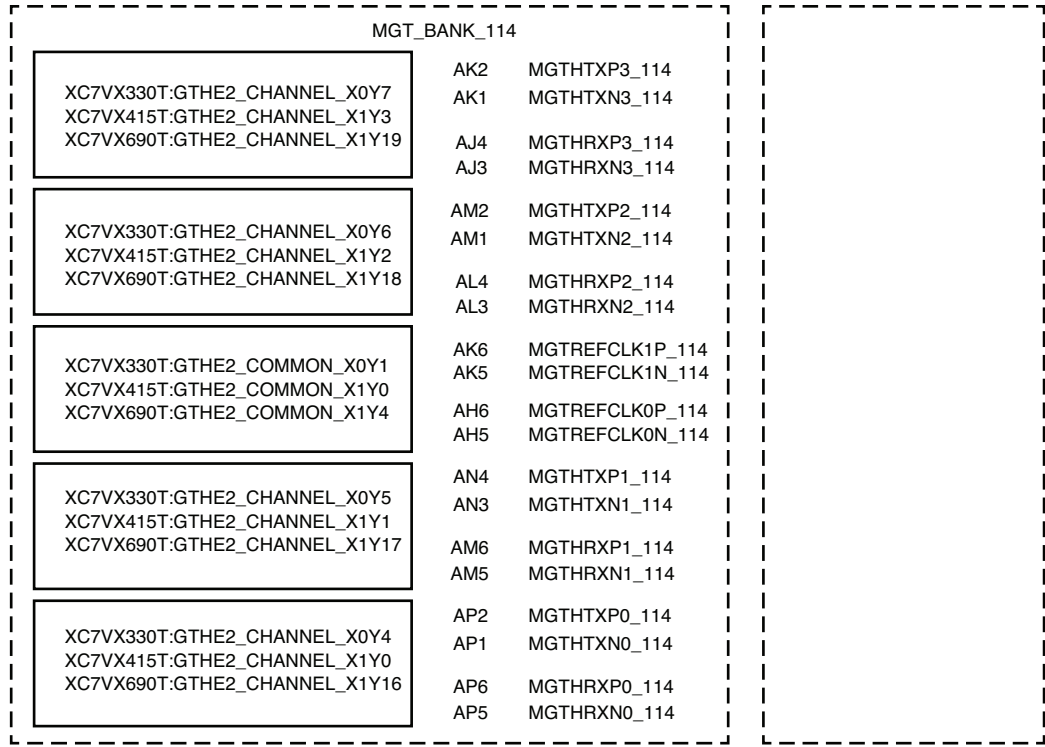 MGT_BANK_114
XC7VX330T:GTHE2_CHANNEL_X0Y7
XC7VX415T:GTHE2_CHANNEL_X1Y3
XC7VX690T:GTHE2_CHANNEL_X1Y19
AK2 MGTHTXP3_114
AK1 MGTHTXN3_114
AJ4 MGTHRXP3_114
AJ3 MGTHRXN3_114
XC7VX330T:GTHE2_CHANNEL_X0Y6
XC7VX415T:GTHE2_CHANNEL_X1Y2
XC7VX690T:GTHE2_CHANNEL_X1Y18
AM2 MGTHTXP2_114
AM1 MGTHTXN2_114
AL4 MGTHRXP2_114
AL3 MGTHRXN2_114
XC7VX330T:GTHE2_COMMON_X0Y1
XC7VX415T:GTHE2_COMMON_X1Y0
XC7VX690T:GTHE2_COMMON_X1Y4
AK6 MGTREFCLK1P_114
AK5 MGTREFCLK1N_114
AH6 MGTREFCLK0P_114
AH5 MGTREFCLK0N_114
XC7VX330T:GTHE2_CHANNEL_X0Y5
XC7VX415T:GTHE2_CHANNEL_X1Y1
XC7VX690T:GTHE2_CHANNEL_X1Y17
AN4 MGTHTXP1_114
AN3 MGTHTXN1_114
AM6 MGTHRXP1_114
AM5 MGTHRXN1_114
XC7VX330T:GTHE2_CHANNEL_X0Y4
XC7VX415T:GTHE2_CHANNEL_X1Y0
XC7VX690T:GTHE2_CHANNEL_X1Y16
AP2 MGTHTXP0_114
AP1 MGTHTXN0_114
AP6 MGTHRXP0_114
AP5 MGTHRXN0_114